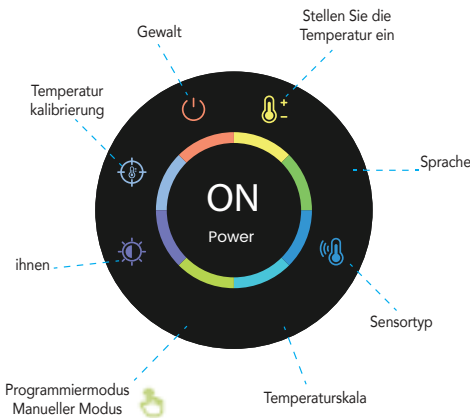 Gewalt
Stellen Sie die
Temperatur ein
Temperatur
kalibrierung
Sprache
ON
Power
ihnen
Sensortyp
Programmiermodus
Manueller Modus
Temperaturskala